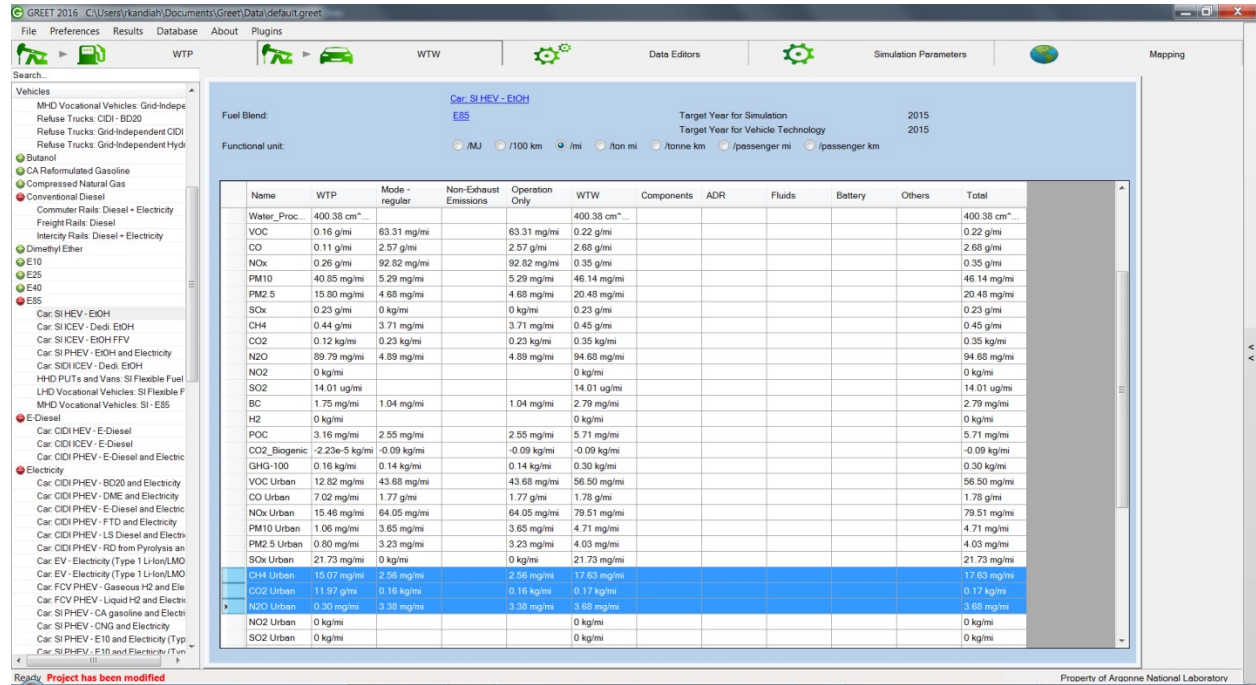 GREET 2016 C:\Users\rkandiah\Documents\Greet\Data\default.greet
File Preferences Results Database About Plugins
WTP WTW Data Editors Simulation Parameters Mapping
Search...
Vehicles
MHD Vocational Vehicles: Grid-Indepe
Refuse Trucks: CIDI - BD20
Refuse Trucks: Grid-Independent CIDI
Refuse Trucks: Grid-Independent Hydr
Butanol
CA Reformulated Gasoline
Compressed Natural Gas
Conventional Diesel
Commuter Rails: Diesel + Electricity
Freight Rails: Diesel
Intercity Rails: Diesel + Electricity
Dimethyl Ether
E10
E25
E40
E85
Car: SI HEV - EtOH
Car: SI ICEV - Dedi. EtOH
Car: SI ICEV - EtOH FFV
Car: SI PHEV - EtOH and Electricity
Car: SIDI ICEV - Dedi. EtOH
HHD PUTs and Vans: SI Flexible Fuel
LHD Vocational Vehicles: SI Flexible F
MHD Vocational Vehicles: SI - E85
E-Diesel
Car: CIDI HEV - E-Diesel
Car: CIDI ICEV - E-Diesel
Car: CIDI PHEV - E-Diesel and Electric
Electricity
Car: CIDI PHEV - BD20 and Electricity
Car: CIDI PHEV - DME and Electricity
Car: CIDI PHEV - E-Diesel and Electric
Car: CIDI PHEV - FTD and Electricity
Car: CIDI PHEV - LS Diesel and Electri
Car: CIDI PHEV - RD from Pyrolysis an
Car: EV - Electricity (Type 1 Li-Ion/LMO
Car: EV - Electricity (Type 1 Li-Ion/LMO
Car: FCV PHEV - Gaseous H2 and Ele
Car: FCV PHEV - Liquid H2 and Electric
Car: SI PHEV - CA gasoline and Electri
Car: SI PHEV - CNG and Electricity
Car: SI PHEV - E10 and Electricity (Typ
Car: SI PHEV - E10 and Electricity (Typ
Car: SI HEV - EtOH
Fuel Blend: E85 Target Year for Simulation 2015
Target Year for Vehicle Technology 2015
Functional unit: /MJ /100 km /mi /ton mi /tonne km /passenger mi /passenger km
Name WTP Mode - regular Non-Exhaust Emissions Operation Only WTW Components ADR Fluids Battery Others Total
Water_Proc... 400.38 cm^... 400.38 cm^... 400.38 cm^...
VOC 0.16 g/mi 63.31 mg/mi 63.31 mg/mi 0.22 g/mi 0.22 g/mi
CO 0.11 g/mi 2.57 g/mi 2.57 g/mi 2.68 g/mi 2.68 g/mi
NOx 0.26 g/mi 92.82 mg/mi 92.82 mg/mi 0.35 g/mi 0.35 g/mi
PM10 40.85 mg/mi 5.29 mg/mi 5.29 mg/mi 46.14 mg/mi 46.14 mg/mi
PM2.5 15.80 mg/mi 4.68 mg/mi 4.68 mg/mi 20.48 mg/mi 20.48 mg/mi
SOx 0.23 g/mi 0 kg/mi 0 kg/mi 0.23 g/mi 0.23 g/mi
CH4 0.44 g/mi 3.71 mg/mi 3.71 mg/mi 0.45 g/mi 0.45 g/mi
CO2 0.12 kg/mi 0.23 kg/mi 0.23 kg/mi 0.35 kg/mi 0.35 kg/mi
N2O 89.79 mg/mi 4.89 mg/mi 4.89 mg/mi 94.68 mg/mi 94.68 mg/mi
NO2 0 kg/mi 0 kg/mi 0 kg/mi
SO2 14.01 ug/mi 14.01 ug/mi 14.01 ug/mi
BC 1.75 mg/mi 1.04 mg/mi 1.04 mg/mi 2.79 mg/mi 2.79 mg/mi
H2 0 kg/mi 0 kg/mi 0 kg/mi
POC 3.16 mg/mi 2.55 mg/mi 2.55 mg/mi 5.71 mg/mi 5.71 mg/mi
CO2_Biogenic -2.23e-5 kg/mi -0.09 kg/mi -0.09 kg/mi -0.09 kg/mi -0.09 kg/mi
GHG-100 0.16 kg/mi 0.14 kg/mi 0.14 kg/mi 0.30 kg/mi 0.30 kg/mi
VOC Urban 12.82 mg/mi 43.68 mg/mi 43.68 mg/mi 56.50 mg/mi 56.50 mg/mi
CO Urban 7.02 mg/mi 1.77 g/mi 1.77 g/mi 1.78 g/mi 1.78 g/mi
NOx Urban 15.46 mg/mi 64.05 mg/mi 64.05 mg/mi 79.51 mg/mi 79.51 mg/mi
PM10 Urban 1.06 mg/mi 3.65 mg/mi 3.65 mg/mi 4.71 mg/mi 4.71 mg/mi
PM2.5 Urban 0.80 mg/mi 3.23 mg/mi 3.23 mg/mi 4.03 mg/mi 4.03 mg/mi
SOx Urban 21.73 mg/mi 0 kg/mi 0 kg/mi 21.73 mg/mi 21.73 mg/mi
CH4 Urban 15.07 mg/mi 2.56 mg/mi 2.56 mg/mi 17.63 mg/mi 17.63 mg/mi
CO2 Urban 11.97 g/mi 0.16 kg/mi 0.16 kg/mi 0.17 kg/mi 0.17 kg/mi
N2O Urban 0.30 mg/mi 3.38 mg/mi 3.38 mg/mi 3.68 mg/mi 3.68 mg/mi
NO2 Urban 0 kg/mi 0 kg/mi 0 kg/mi
SO2 Urban 0 kg/mi 0 kg/mi 0 kg/mi
Ready Project has been modified Property of Argonne National Laboratory